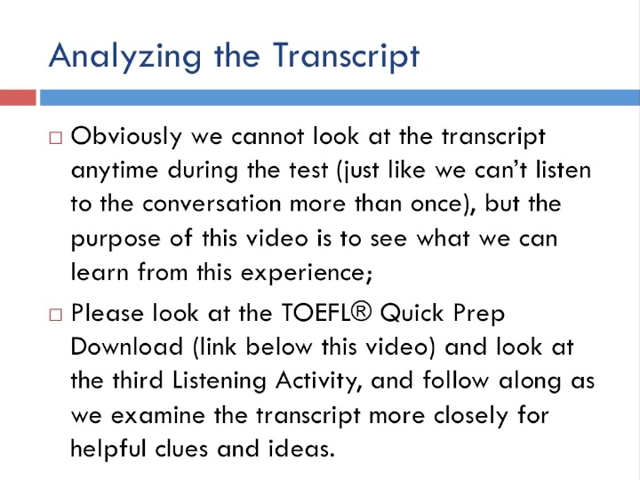 Analyzing the Transcript
□ Obviously we cannot look at the transcript
anytime during the test (just like we can’t listen
to the conversation more than once), but the
purpose of this video is to see what we can
learn from this experience;
□ Please look at the TOEFL® Quick Prep
Download (link below this video) and look at
the third Listening Activity, and follow along as
we examine the transcript more closely for
helpful clues and ideas.